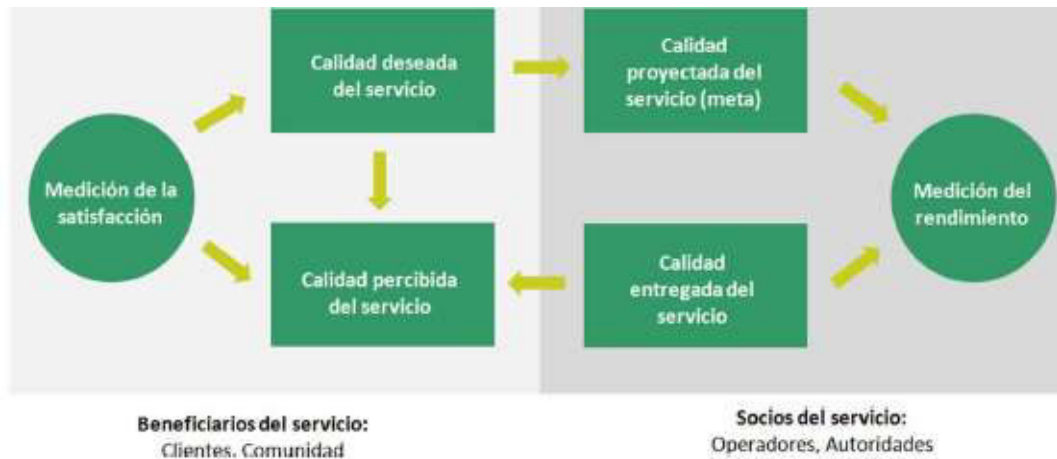 Calidad deseada
del servicio
Calidad
proyectada del
servicio (meta)
Medición de la
satisfacción
Medición del
rendimiento
Calidad percibida
del servicio
Calidad
entregada del
servicio
Beneficiarios del servicio:
Clientes, Comunidad
Socios del servicio:
Operadores, Autoridades